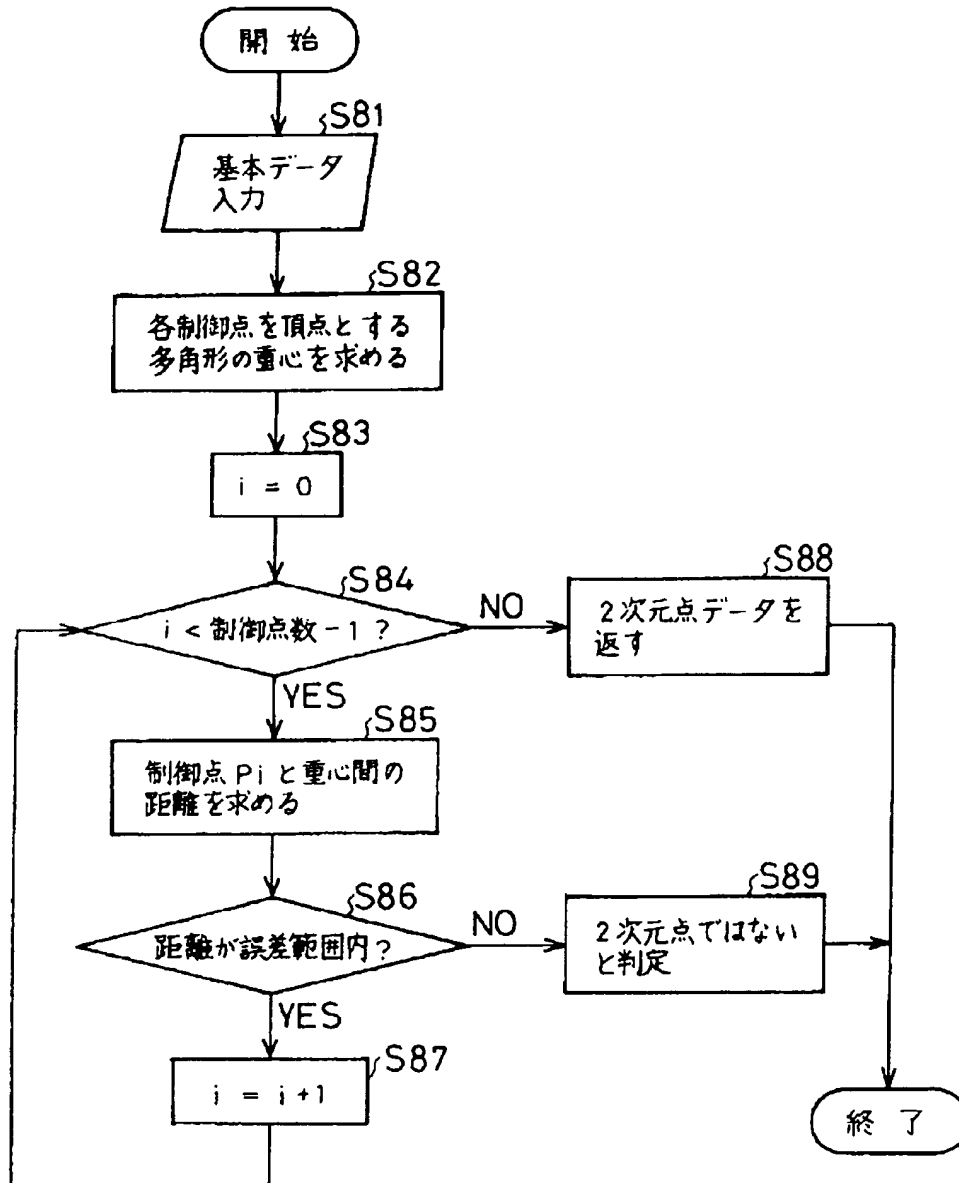 開始
S81
基本データ
入力
S82
各制御点を頂点とする
多角形の重心を求める
S83
i = 0
S84
i < 制御点数-1 ?
NO
S88
2次元点データを
返す
YES
S85
制御点 Pi と重心間の
距離を求める
S86
距離が誤差範囲内?
NO
S89
2次元点ではない
と判定
YES
S87
i = i+1
終了